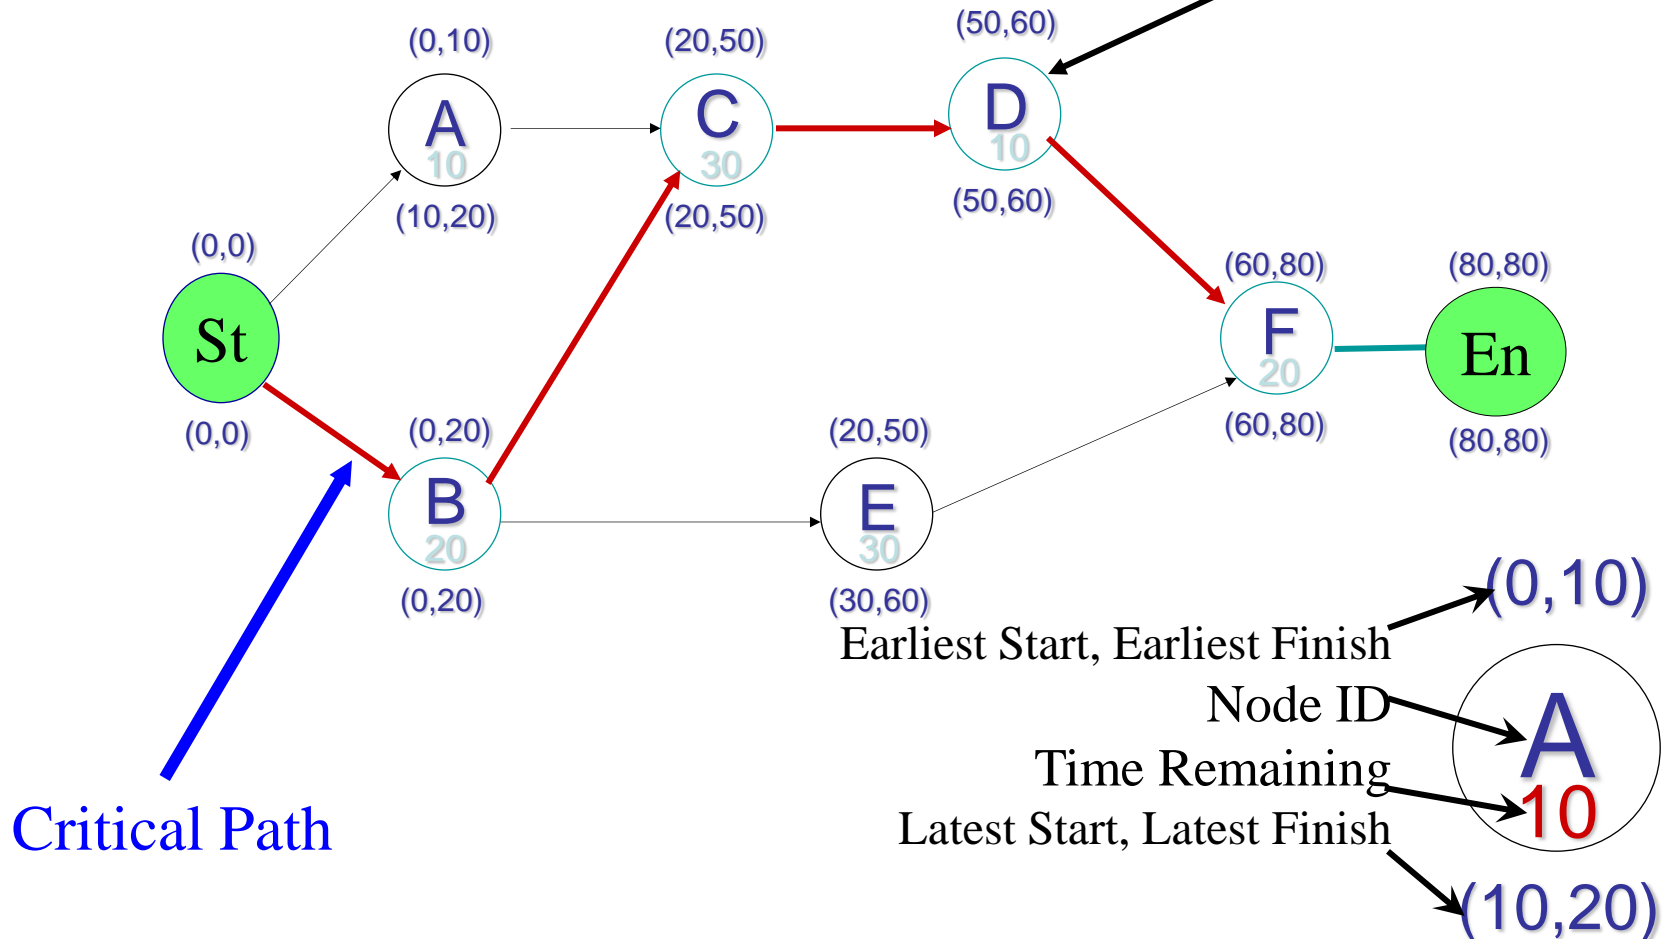 (0,10)
A
10
(10,20)
(20,50)
C
30
(20,50)
(50,60)
D
10
(50,60)
(0,0)
St
(0,0)
(0,20)
B
20
(0,20)
(20,50)
E
30
(30,60)
(60,80)
F
20
(60,80)
(80,80)
En
(80,80)
Critical Path
Earliest Start, Earliest Finish
Node ID
Time Remaining
Latest Start, Latest Finish
(0,10)
A
10
(10,20)